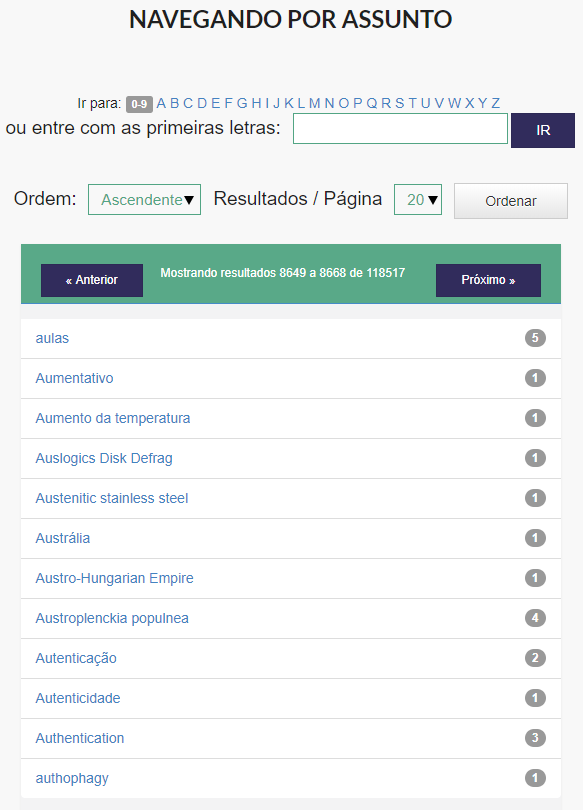 NAVEGANDO POR ASSUNTO
Ir para: 0-9 A B C D E F G H I J K L M N O P Q R S T U V W X Y Z
ou entre com as primeiras letras: IR
Ordem: Ascendente Resultados / Página 20 Ordenar
« Anterior Mostrando resultados 8649 a 8668 de 118517 Próximo »
aulas 5
Aumentativo 1
Aumento da temperatura 1
Auslogics Disk Defrag 1
Austenitic stainless steel 1
Austrália 1
Austro-Hungarian Empire 1
Austroplenckia populnea 4
Autenticação 2
Autenticidade 1
Authentication 3
authophagy 1